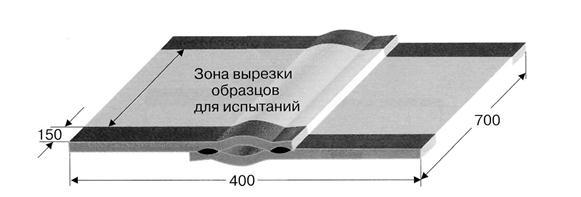 Зона вырезки
образцов
для испытаний
150
700
400